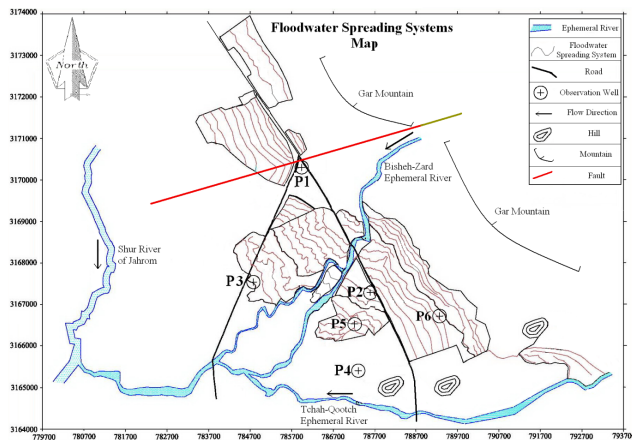 Floodwater Spreading Systems
Map
North
3174000
3173000
3171000
3170000
3169000
3168000
3167000
3166000
3165000
3164000
Ephemeral River
Floodwater
Spreading System
Road
Observation Well
Flow Direction
Hill
Mountain
Fault
Gar Mountain
Bisheh-Zard
Ephemeral River
P1
Gar Mountain
Shur River
of Jahrom
P3
P2
P5
P6
P4
Tchah-Qootch
Ephemeral River
779700 780700 781700 782700 783700 784700 785700 786700 787700 788700 789700 790700 791700 792700 79370